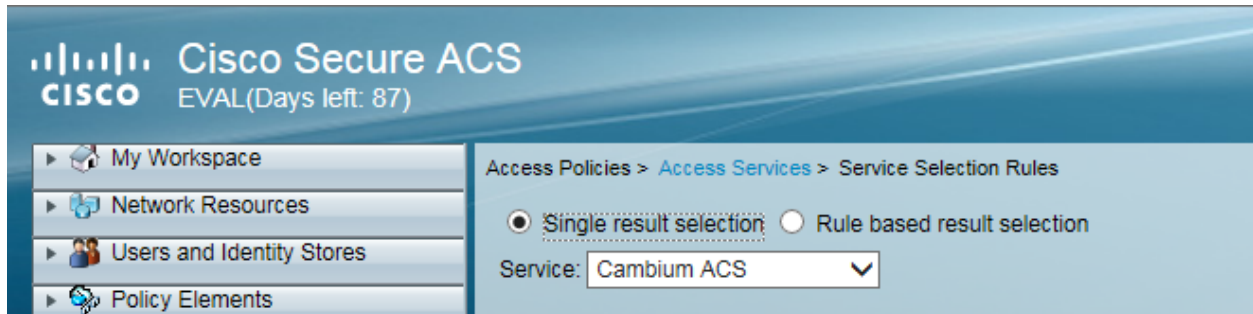 CISCO
Cisco Secure ACS
EVAL(Days left: 87)
My Workspace
Network Resources
Users and Identity Stores
Policy Elements
Access Policies > Access Services > Service Selection Rules
Single result selection Rule based result selection
Service: Cambium ACS